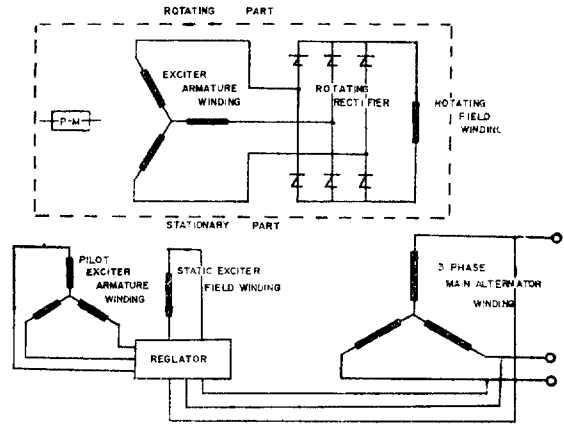 ROTATING PART
EXCITER
ARMATURE
WINDING
ROTATING
RECTIFIER
ROTATING
FIELD
WINDING
P-M
STATIONARY PART
PILOT
EXCITER
ARMATURE
WINDING
STATIC EXCITER
FIELD WINDING
3 PHASE
MAIN ALTERNATOR
WINDING
REGLATOR